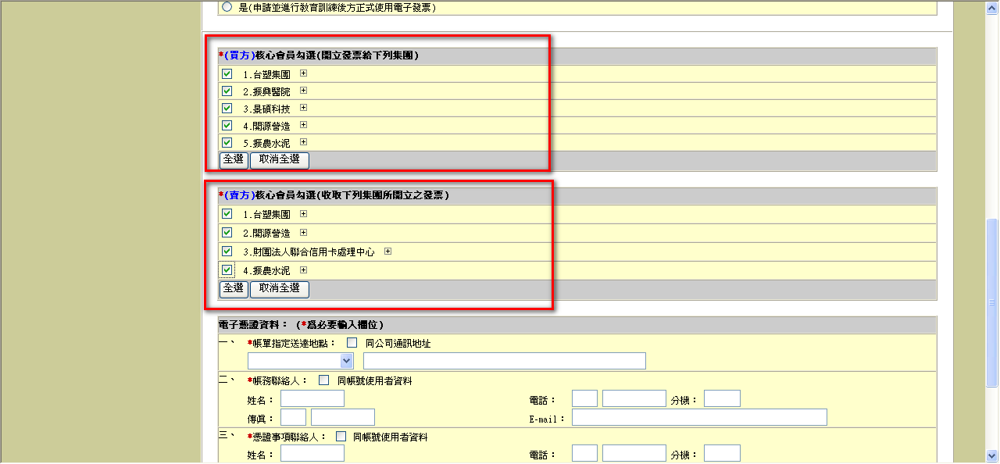 是(申請並進行教育訓練後方正式使用電子發票)
*(買方)核心會員勾選(開立發票給下列集團)
1.台塑集團
2.振興醫院
3.景碩科技
4.開源營造
5.振農水泥
全選 取消全選
*(賣方)核心會員勾選(收取下列集團所開立之發票)
1.台塑集團
2.開源營造
3.財團法人聯合信用卡處理中心
4.振農水泥
全選 取消全選
電子憑證資料： (*為必要輸入欄位)
一、 *帳單指定送達地點： 同公司通訊地址
二、 *帳務聯絡人： 同帳號使用者資料
姓名： 電話： 分機：
傳真： E-mail：
三、 *憑證事項聯絡人： 同帳號使用者資料
姓名： 電話： 分機：